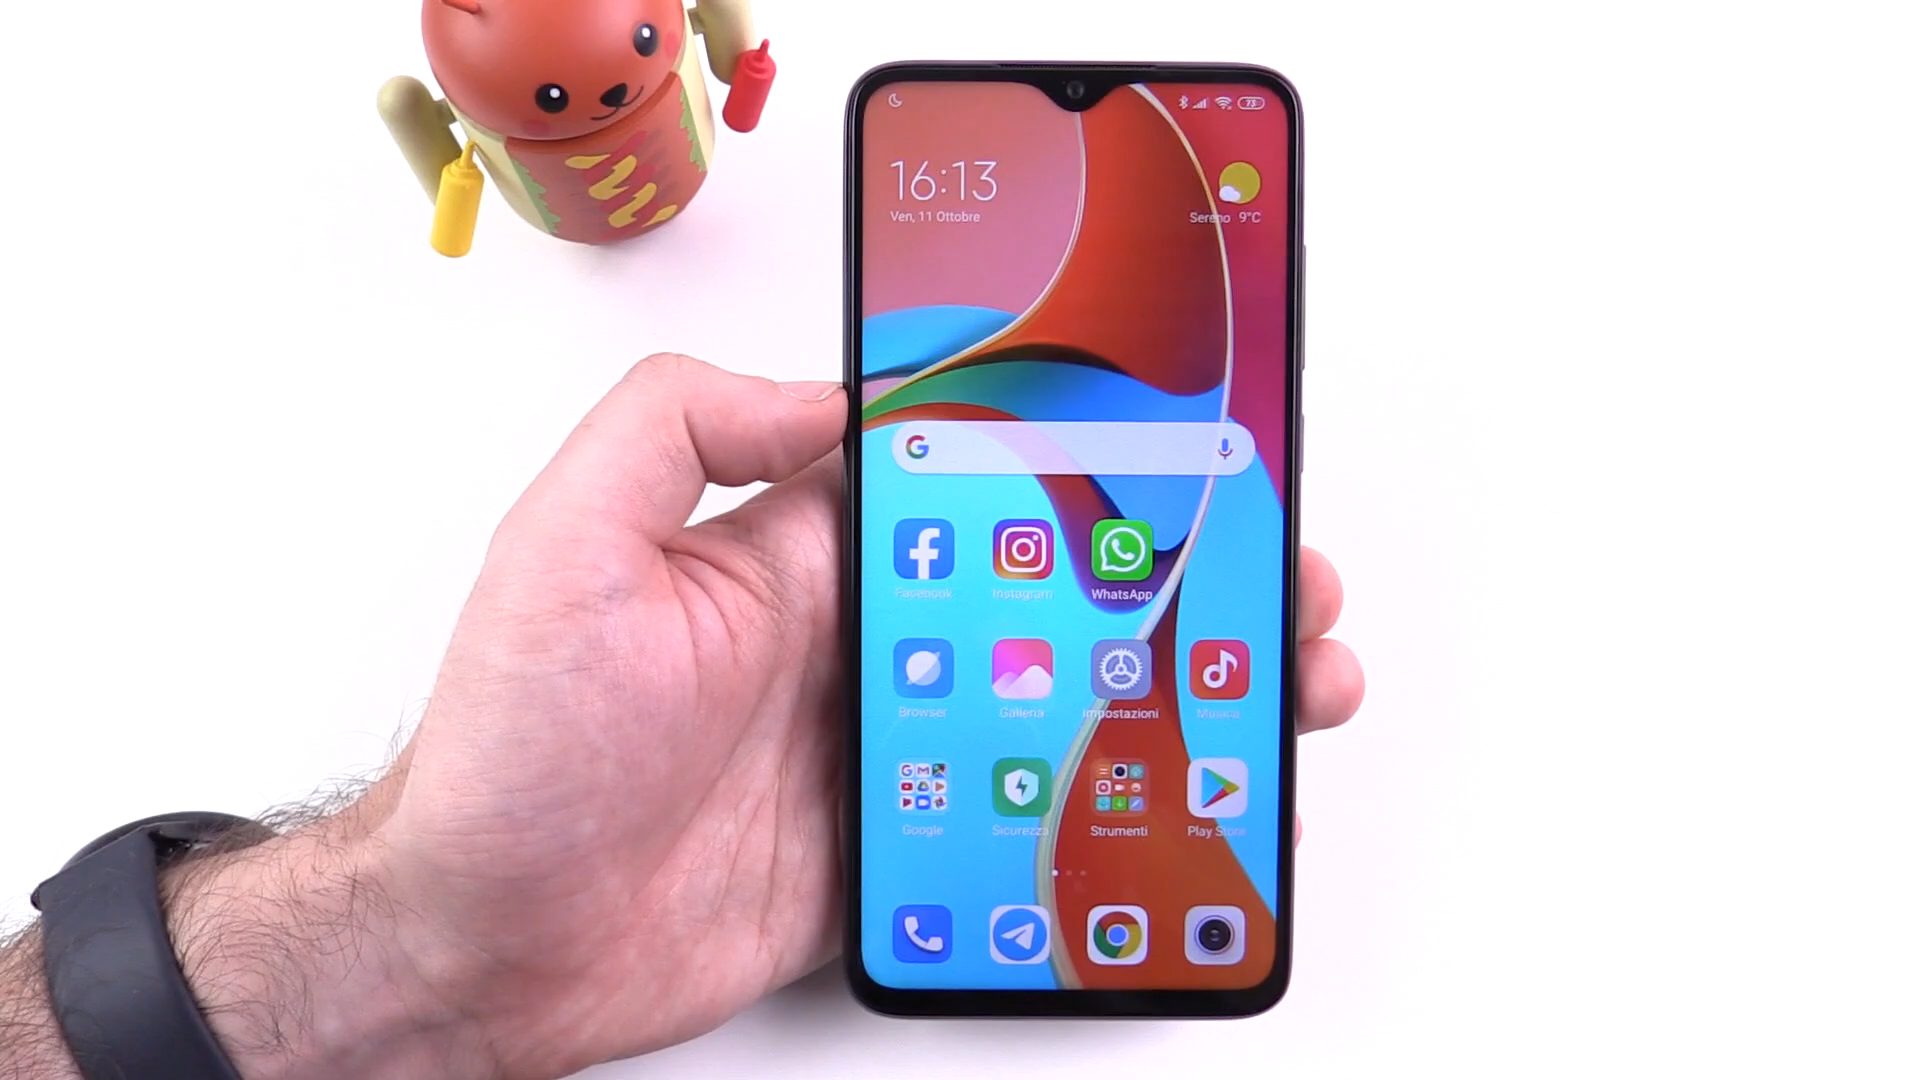 73
16:13
Ven, 11 Ottobre
Sereno 9°C
Facebook
Instagram
WhatsApp
Browser
Galleria
Impostazioni
Musica
Google
Sicurezza
Strumenti
Play Store